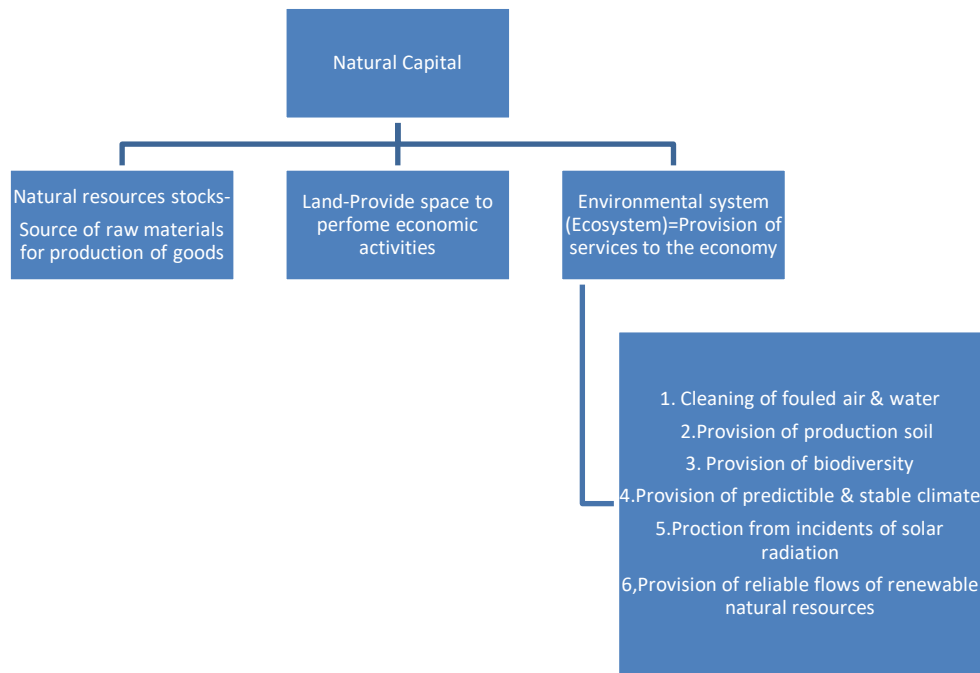 Natural Capital
Natural resources stocks-
Source of raw materials
for production of goods
Land-Provide space to
perfome economic
activities
Environmental system
(Ecosystem)=Provision of
services to the economy
1. Cleaning of fouled air & water
2.Provision of production soil
3. Provision of biodiversity
4.Provision of predictible & stable climate
5.Proction from incidents of solar
radiation
6,Provision of reliable flows of renewable
natural resources